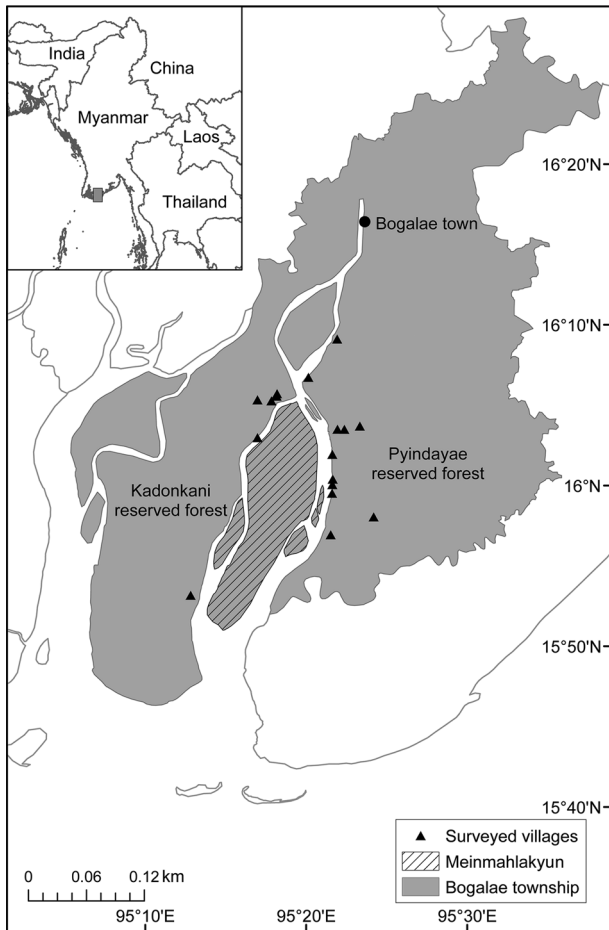 India
China
Myanmar
Laos
Thailand
16°20'N
Bogalae town
16°10'N
Pyindayae
reserved forest
Kadonkani
reserved forest
16°0'N
15°50'N
15°40'N
Surveyed villages
Meinmahlakyun
Bogalae township
0 0.06 0.12 km
95°10'E 95°20'E 95°30'E